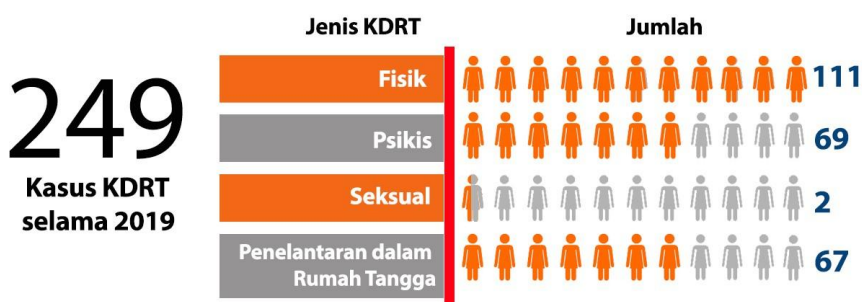 Jenis KDRT
Jumlah
249
Kasus KDRT
selama 2019
Fisik
111
Psikis
69
Seksual
2
Penelantaran dalam
Rumah Tangga
67